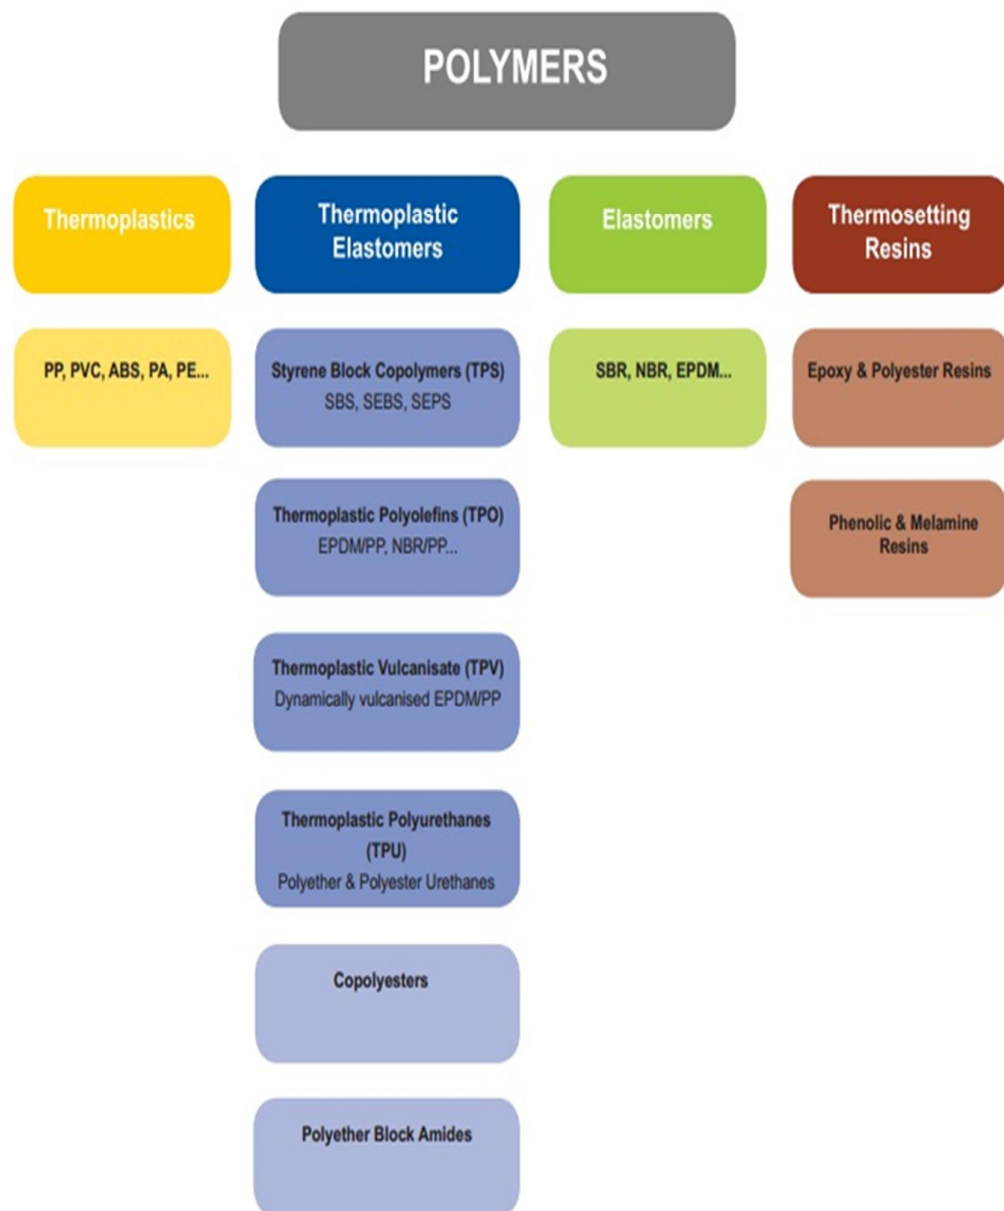 POLYMERS
Thermoplastics
Thermoplastic
Elastomers
Elastomers
Thermosetting
Resins
PP, PVC, ABS, PA, PE...
Styrene Block Copolymers (TPS)
SBS, SEBS, SEPS
SBR, NBR, EPDM...
Epoxy & Polyester Resins
Thermoplastic Polyolefins (TPO)
EPDM/PP, NBR/PP...
Phenolic & Melamine
Resins
Thermoplastic Vulcanisate (TPV)
Dynamically vulcanised EPDM/PP
Thermoplastic Polyurethanes
(TPU)
Polyether & Polyester Urethanes
Copolyesters
Polyether Block Amides